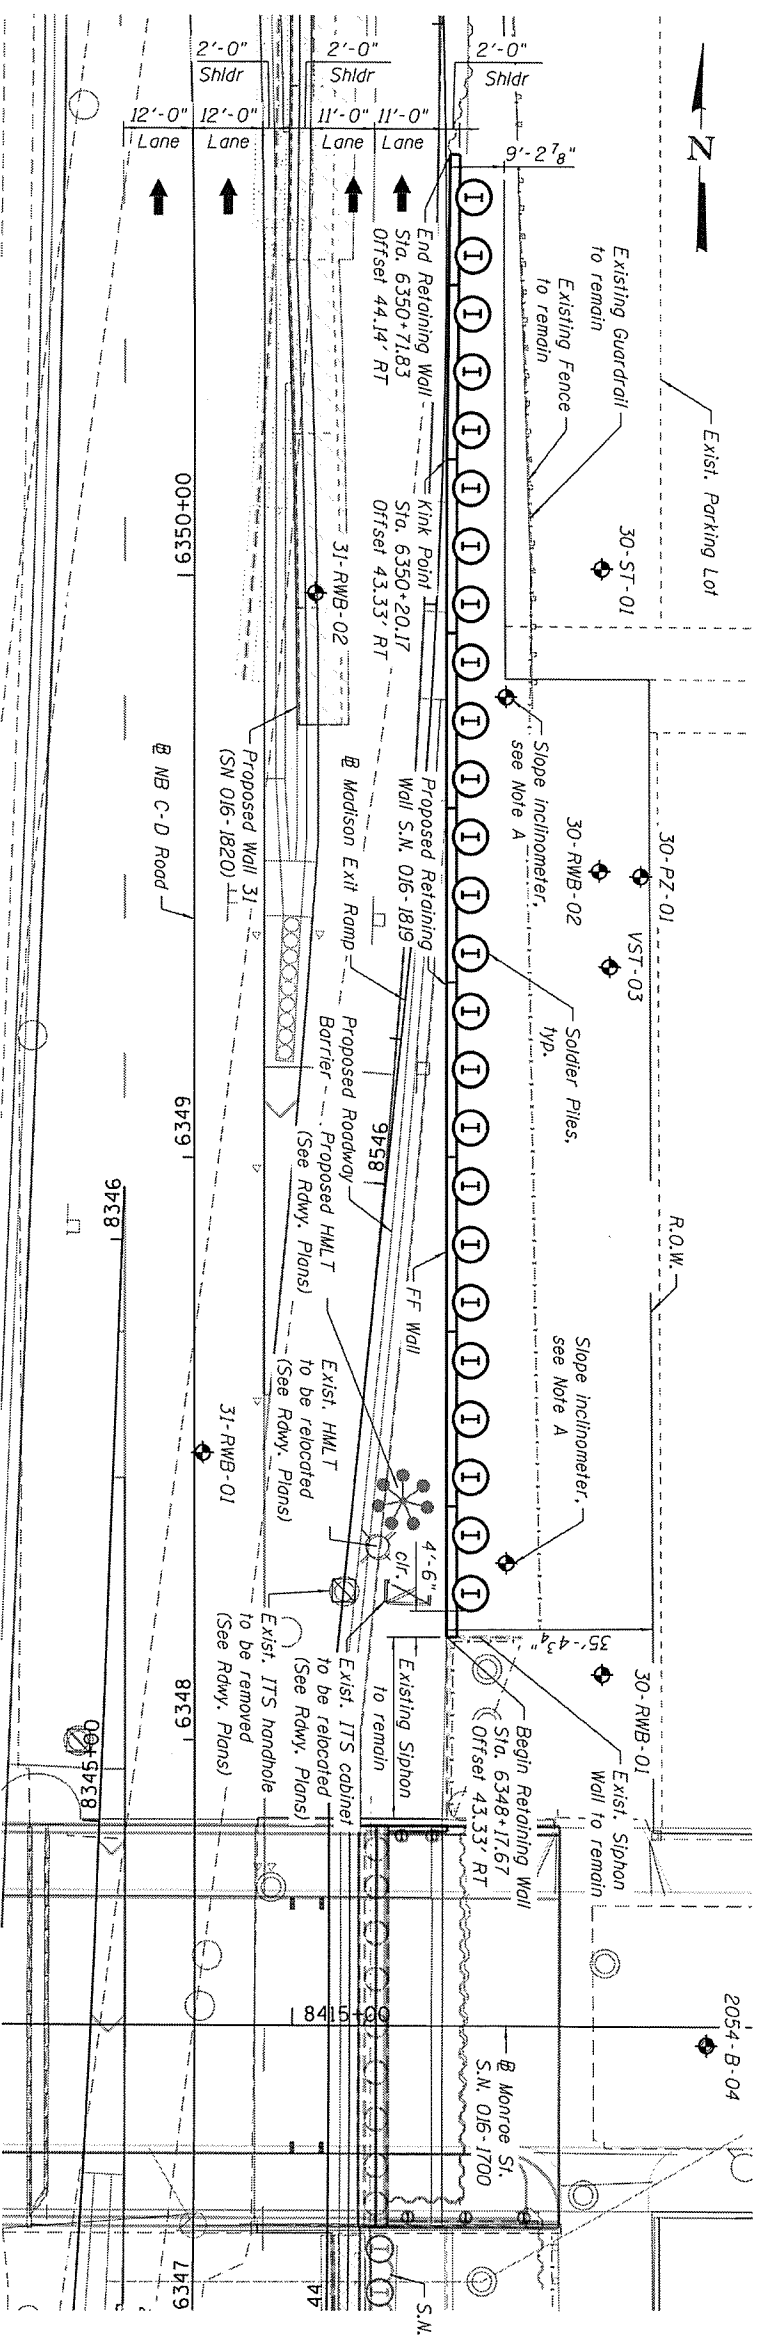 2'-0"
Shldr
2'-0"
Shldr
2'-0"
Shldr
12'-0"
Lane
12'-0"
Lane
11'-0"
Lane
11'-0"
Lane
9'-2⅞"
N
End Retaining Wall
Sta. 6350+71.83
Offset 44.14' RT
Existing Guardrail
to remain
Existing Fence
to remain
Exist. Parking Lot
6350+00
Kink Point
Sta. 6350+20.17
Offset 43.33' RT
31-RWB-02
30-ST-01
Slope inclinometer,
see Note A
30-RWB-02
30-PZ-01
VST-03
NB C-D Road
Proposed Wall 31
(SN 016-1820)
Madison Exit Ramp
Proposed Retaining
Wall S.N. 016-1819
Soldier Piles,
typ.
Proposed Roadway
Barrier
8546
6349
8346
Proposed HMLT
(See Rdwy. Plans)
FF Wall
R.O.W.
Exist. HMLT
to be relocated
(See Rdwy. Plans)
Slope inclinometer,
see Note A
31-RWB-01
4'-6"
clr.
35'-4¾"
30-RWB-01
Exist. ITS handhole
to be removed
(See Rdwy. Plans)
Exist. ITS cabinet
to be relocated
(See Rdwy. Plans)
Existing Siphon
to remain
Begin Retaining Wall
Sta. 6348+17.67
Offset 43.33' RT
Exist. Siphon
Wall to remain
6348
8345+00
8415+00
Monroe St.
S.N. 016-1700
2054-B-04
6347
44
S.N.